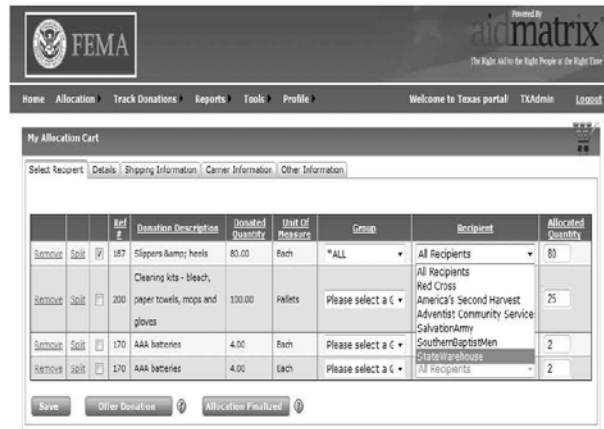 FEMA
Powered By
aidmatrix
The Right Aid to the Right People at the Right Time
Home Allocation Track Donations Reports Tools Profile Welcome to Texas portal TXAdmin Logout
My Allocation Cart
Select Recipient Details Shipping Information Carrier Information Other Information
Ref # Donation Description Donated Quantity Unit Of Measure Group Recipient Allocated Quantity
Remove Split 187 Slippers &amp; heels 80.00 Each *ALL All Recipients 80
All Recipients
Red Cross
America's Second Harvest
Adventist Community Service
SalvationArmy
SouthernBaptistMen
StateWarehouse
Remove Split 200 Cleaning kits - bleach, paper towels, mops and gloves 100.00 Pallets Please select a G 25
Remove Split 170 AAA batteries 4.00 Each Please select a G 2
Remove Split 170 AAA batteries 4.00 Each Please select a G All Recipients 2
Save Offer Donation ? Allocation Finalized ?